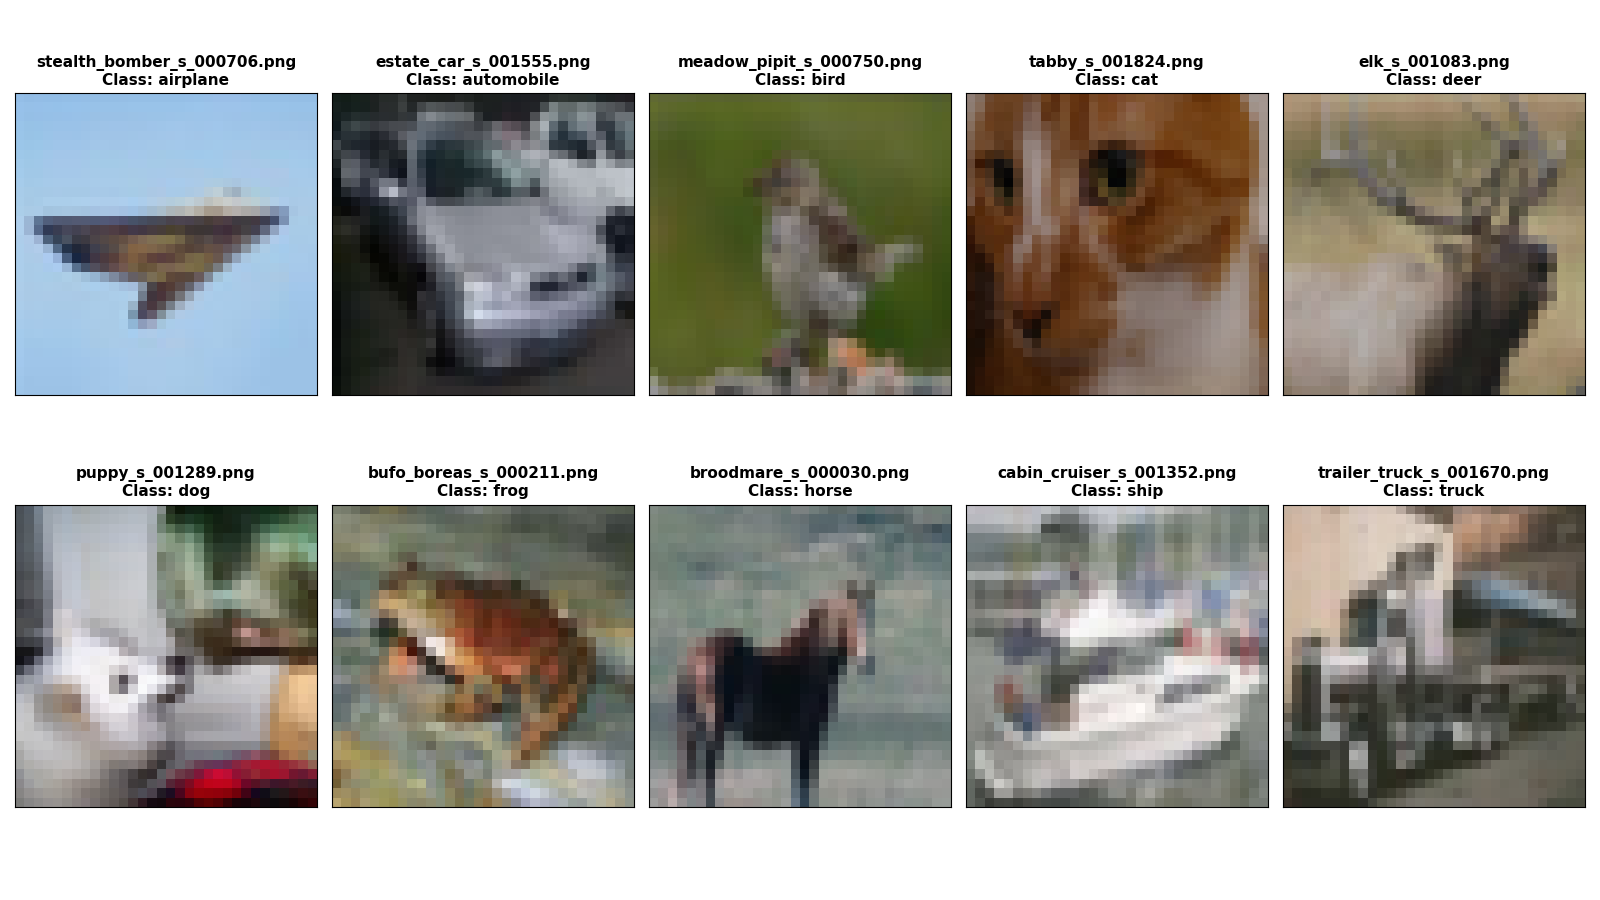 stealth_bomber_s_000706.png
Class: airplane
estate_car_s_001555.png
Class: automobile
meadow_pipit_s_000750.png
Class: bird
tabby_s_001824.png
Class: cat
elk_s_001083.png
Class: deer
puppy_s_001289.png
Class: dog
bufo_boreas_s_000211.png
Class: frog
broodmare_s_000030.png
Class: horse
cabin_cruiser_s_001352.png
Class: ship
trailer_truck_s_001670.png
Class: truck